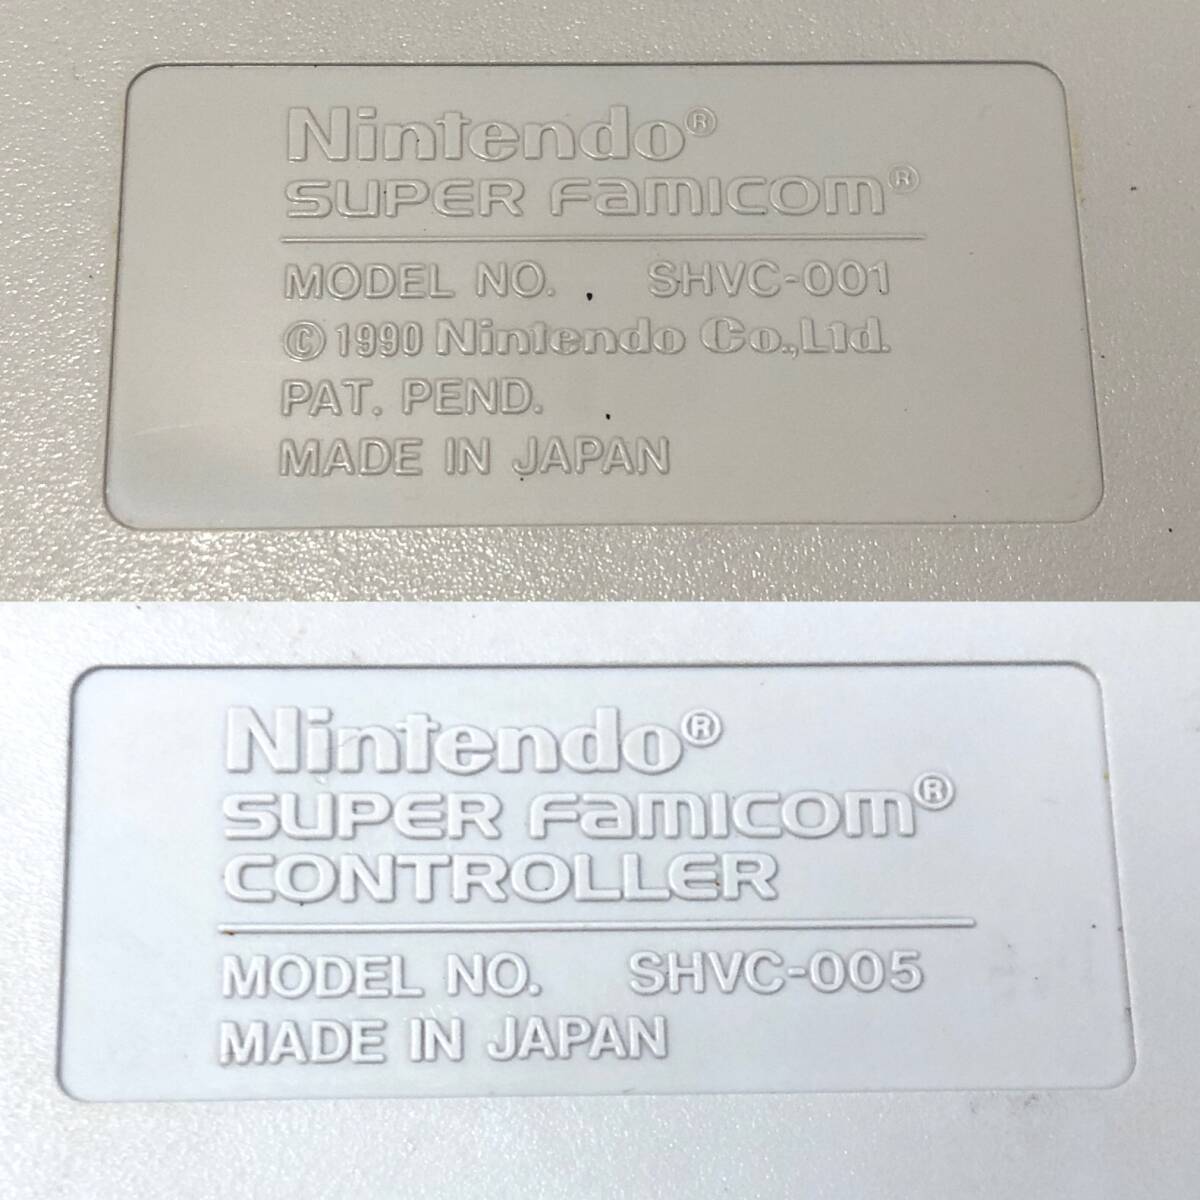 Nintendo®
SUPER Famicom®
MODEL NO. SHVC-001
© 1990 Nintendo Co., Ltd.
PAT. PEND.
MADE IN JAPAN
Nintendo®
SUPER Famicom®
CONTROLLER
MODEL NO. SHVC-005
MADE IN JAPAN